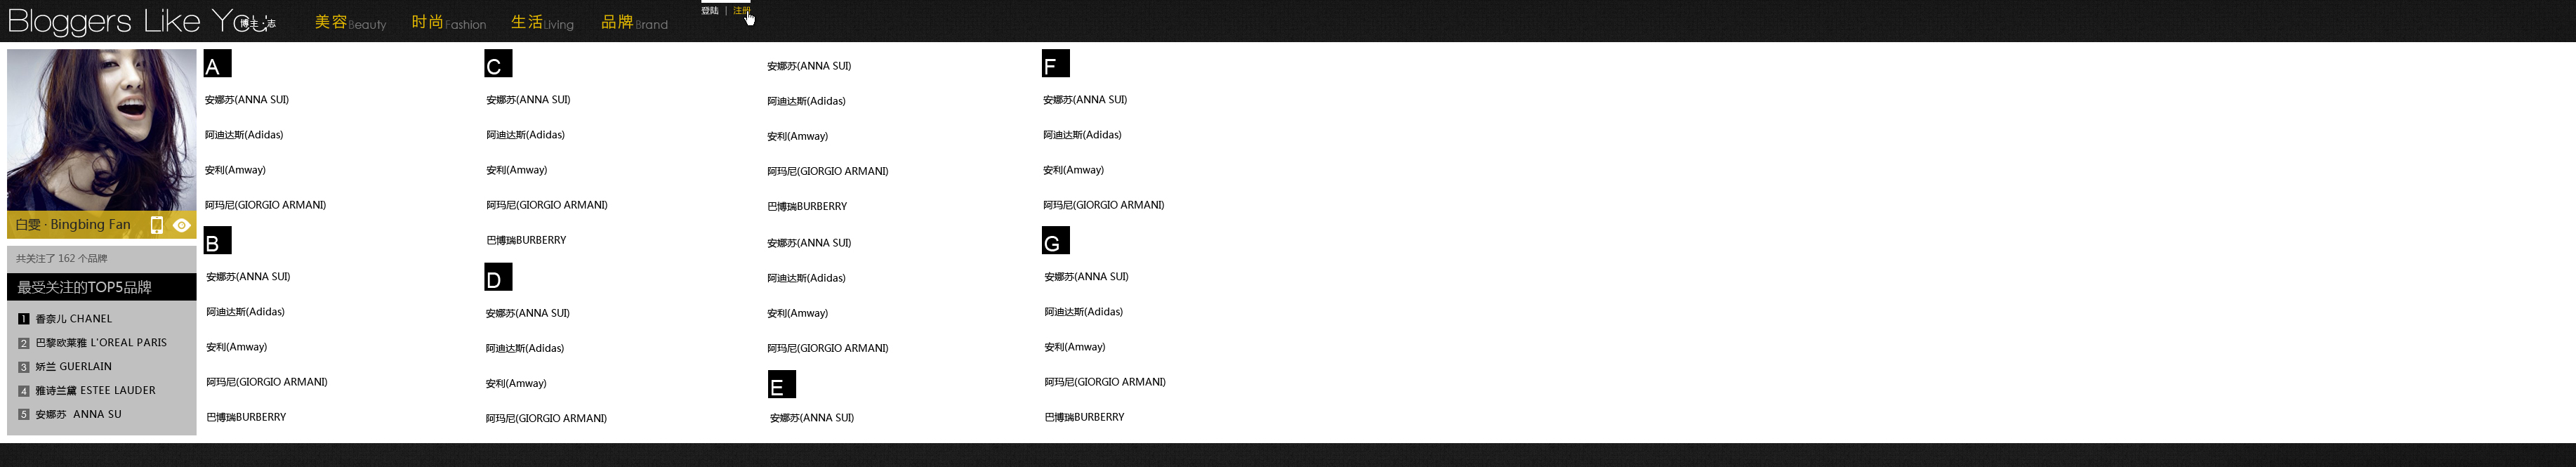 Bloggers Like You 博主·志
美容Beauty 时尚Fashion 生活Living 品牌Brand
登陆 | 注册
白雯 · Bingbing Fan
共关注了 162 个品牌
最受关注的TOP5品牌
1 香奈儿 CHANEL
2 巴黎欧莱雅 L'OREAL PARIS
3 娇兰 GUERLAIN
4 雅诗兰黛 ESTEE LAUDER
5 安娜苏 ANNA SU
A
安娜苏(ANNA SUI)
阿迪达斯(Adidas)
安利(Amway)
阿玛尼(GIORGIO ARMANI)
B
安娜苏(ANNA SUI)
阿迪达斯(Adidas)
安利(Amway)
阿玛尼(GIORGIO ARMANI)
巴博瑞BURBERRY
C
安娜苏(ANNA SUI)
阿迪达斯(Adidas)
安利(Amway)
阿玛尼(GIORGIO ARMANI)
巴博瑞BURBERRY
D
安娜苏(ANNA SUI)
阿迪达斯(Adidas)
安利(Amway)
阿玛尼(GIORGIO ARMANI)
安娜苏(ANNA SUI)
阿迪达斯(Adidas)
安利(Amway)
阿玛尼(GIORGIO ARMANI)
巴博瑞BURBERRY
安娜苏(ANNA SUI)
阿迪达斯(Adidas)
安利(Amway)
阿玛尼(GIORGIO ARMANI)
E
安娜苏(ANNA SUI)
F
安娜苏(ANNA SUI)
阿迪达斯(Adidas)
安利(Amway)
阿玛尼(GIORGIO ARMANI)
G
安娜苏(ANNA SUI)
阿迪达斯(Adidas)
安利(Amway)
阿玛尼(GIORGIO ARMANI)
巴博瑞BURBERRY